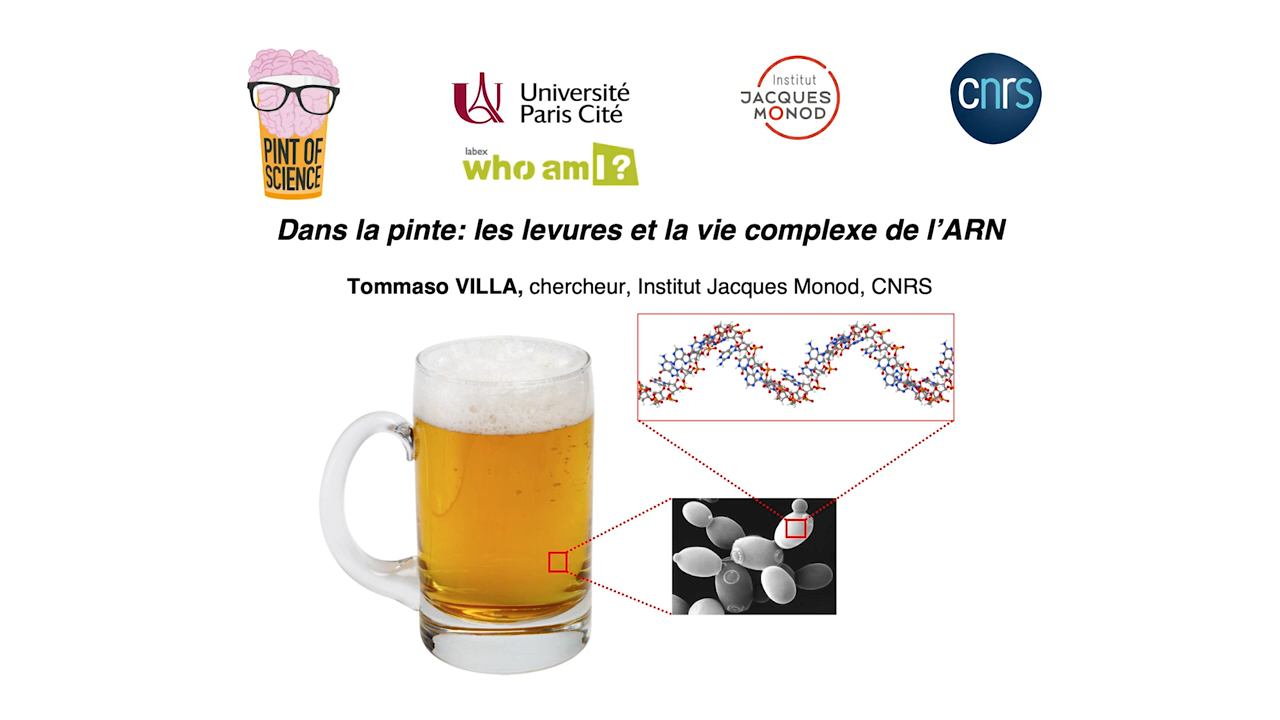 PINT OF
SCIENCE
Université
Paris Cité
labex
who am I?
Institut
JACQUES
MONOD
cnrs
Dans la pinte: les levures et la vie complexe de l’ARN
Tommaso VILLA, chercheur, Institut Jacques Monod, CNRS